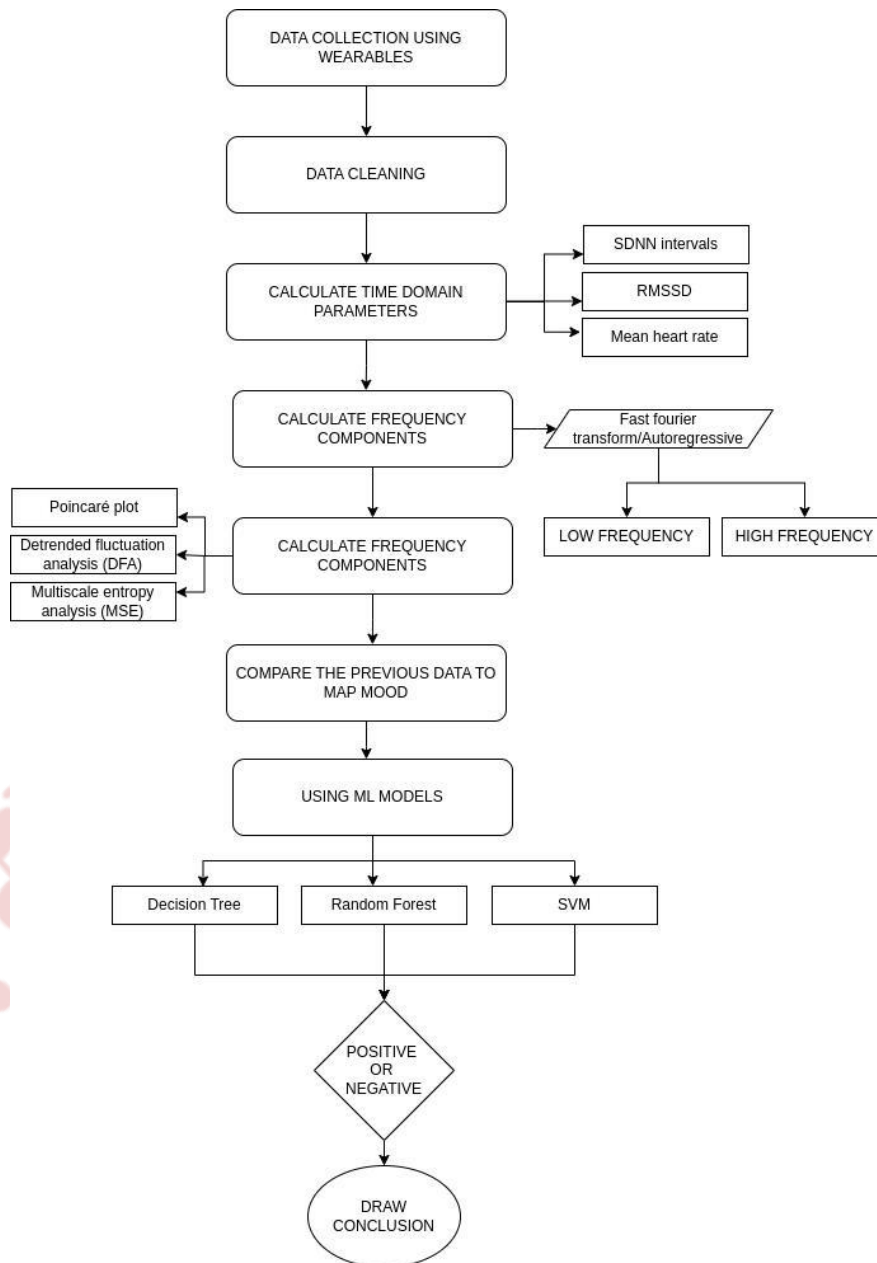 DATA COLLECTION USING
WEARABLES
DATA CLEANING
CALCULATE TIME DOMAIN
PARAMETERS
SDNN intervals
RMSSD
Mean heart rate
CALCULATE FREQUENCY
COMPONENTS
Fast fourier
transform/Autoregressive
LOW FREQUENCY
HIGH FREQUENCY
CALCULATE FREQUENCY
COMPONENTS
Poincaré plot
Detrended fluctuation
analysis (DFA)
Multiscale entropy
analysis (MSE)
COMPARE THE PREVIOUS DATA TO
MAP MOOD
USING ML MODELS
Decision Tree
Random Forest
SVM
POSITIVE
OR
NEGATIVE
DRAW
CONCLUSION